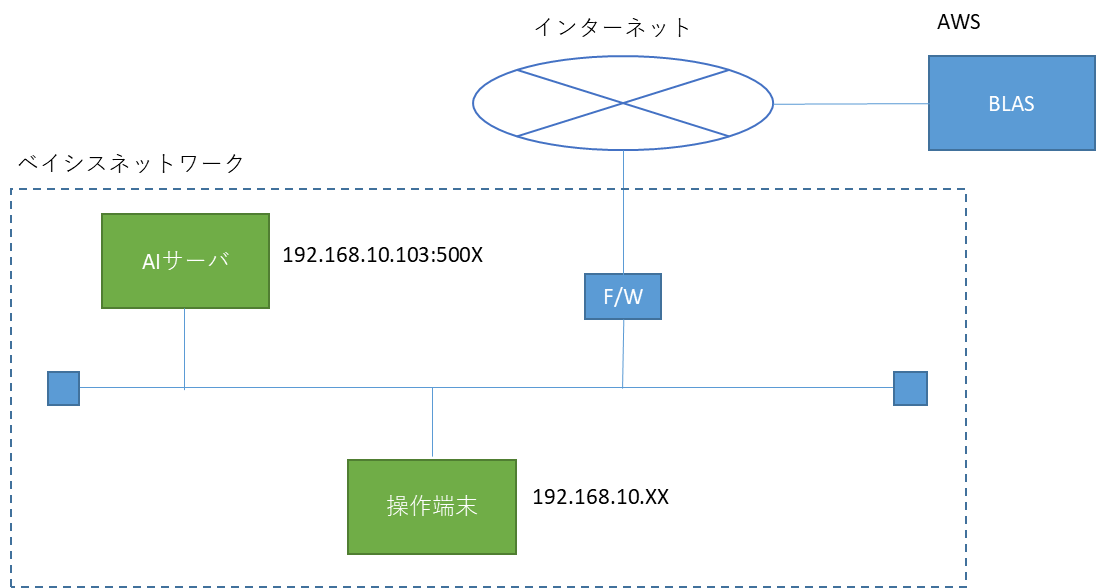 インターネット
AWS
BLAS
ベイシスネットワーク
AIサーバ
192.168.10.103:500X
F/W
操作端末
192.168.10.XX